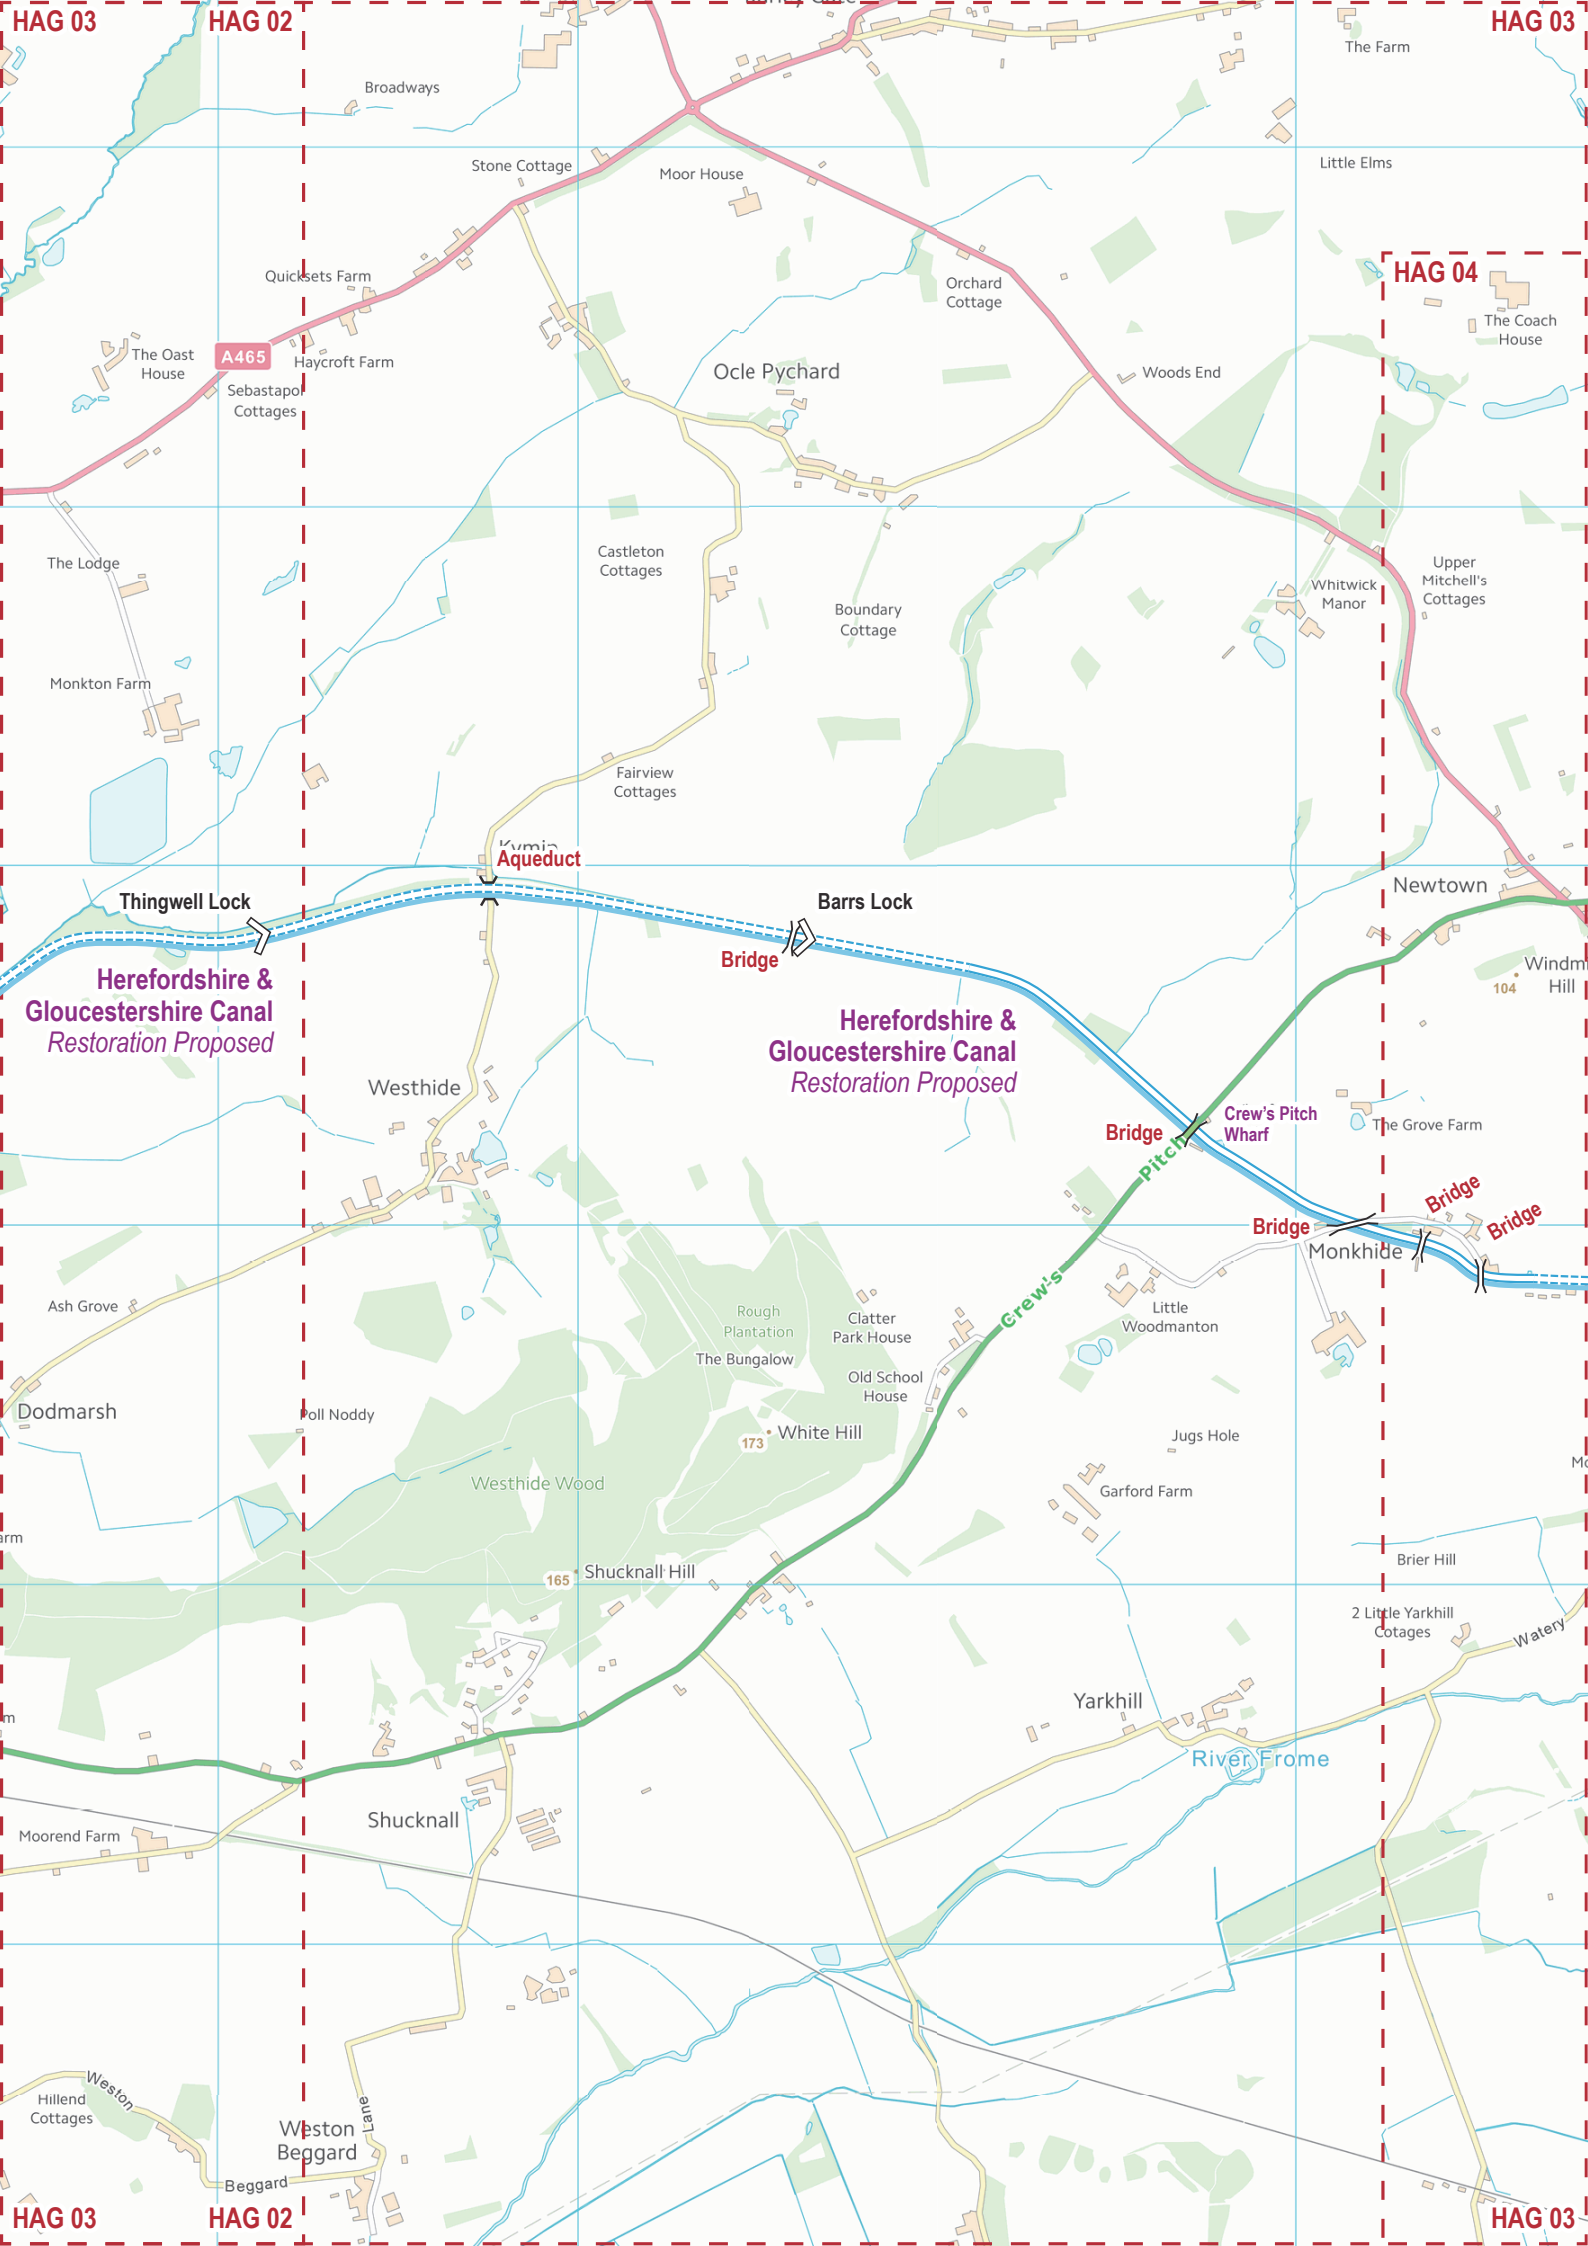 HAG 03
HAG 02
HAG 03
The Farm
Broadways
Stone Cottage
Moor House
Little Elms
Quicksets Farm
Orchard
Cottage
HAG 04
The Coach
House
The Oast
House
A465
Haycroft Farm
Sebastapol
Cottages
Ocle Pychard
Woods End
The Lodge
Castleton
Cottages
Boundary
Cottage
Whitwick
Manor
Upper
Mitchell's
Cottages
Monkton Farm
Fairview
Cottages
Aqueduct
Newtown
Thingwell Lock
Barrs Lock
Bridge
Herefordshire &
Gloucestershire Canal
Restoration Proposed
Herefordshire &
Gloucestershire Canal
Restoration Proposed
104
Hill
Westhide
Bridge
Crew's Pitch
Wharf
The Grove Farm
Pitch
Bridge
Bridge
Bridge
Monkhide
Ash Grove
Crew's
Little
Woodmanton
Rough
Plantation
Clatter
Park House
The Bungalow
Old School
House
Dodmarsh
Poll Noddy
173
White Hill
Jugs Hole
Westhide Wood
Garford Farm
165
Shucknall Hill
Brier Hill
2 Little Yarkhill
Cotages
Watery
Yarkhill
River Frome
Shucknall
Moorend Farm
Weston
Hillend
Cottages
Lane
Weston
Beggard
Beggard
HAG 03
HAG 02
HAG 03